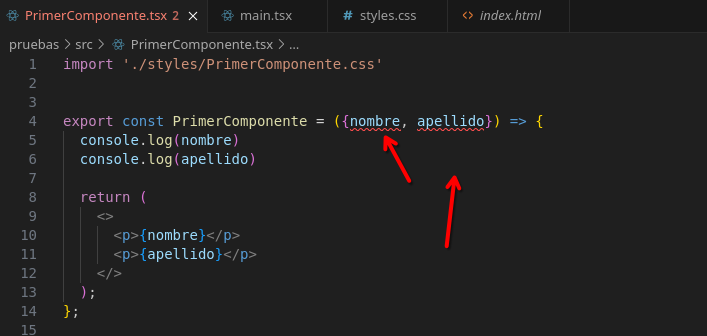 PrimerComponente.tsx 2 × main.tsx # styles.css <> index.html
pruebas > src > PrimerComponente.tsx > ...
1 import './styles/PrimerComponente.css'
2
3
4 export const PrimerComponente = ({nombre, apellido}) => {
5 console.log(nombre)
6 console.log(apellido)
7
8 return (
9 <>
10 <p>{nombre}</p>
11 <p>{apellido}</p>
12 </>
13 );
14 };
15